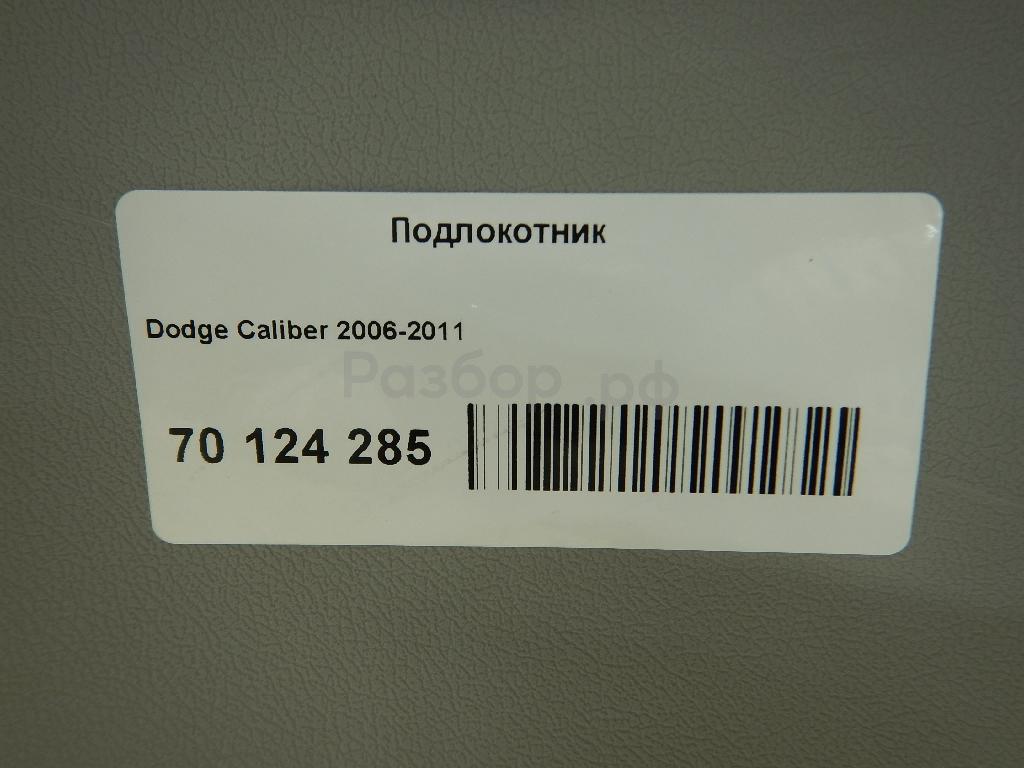 Подлокотник
Dodge Caliber 2006-2011
Разбор.рф
70 124 285